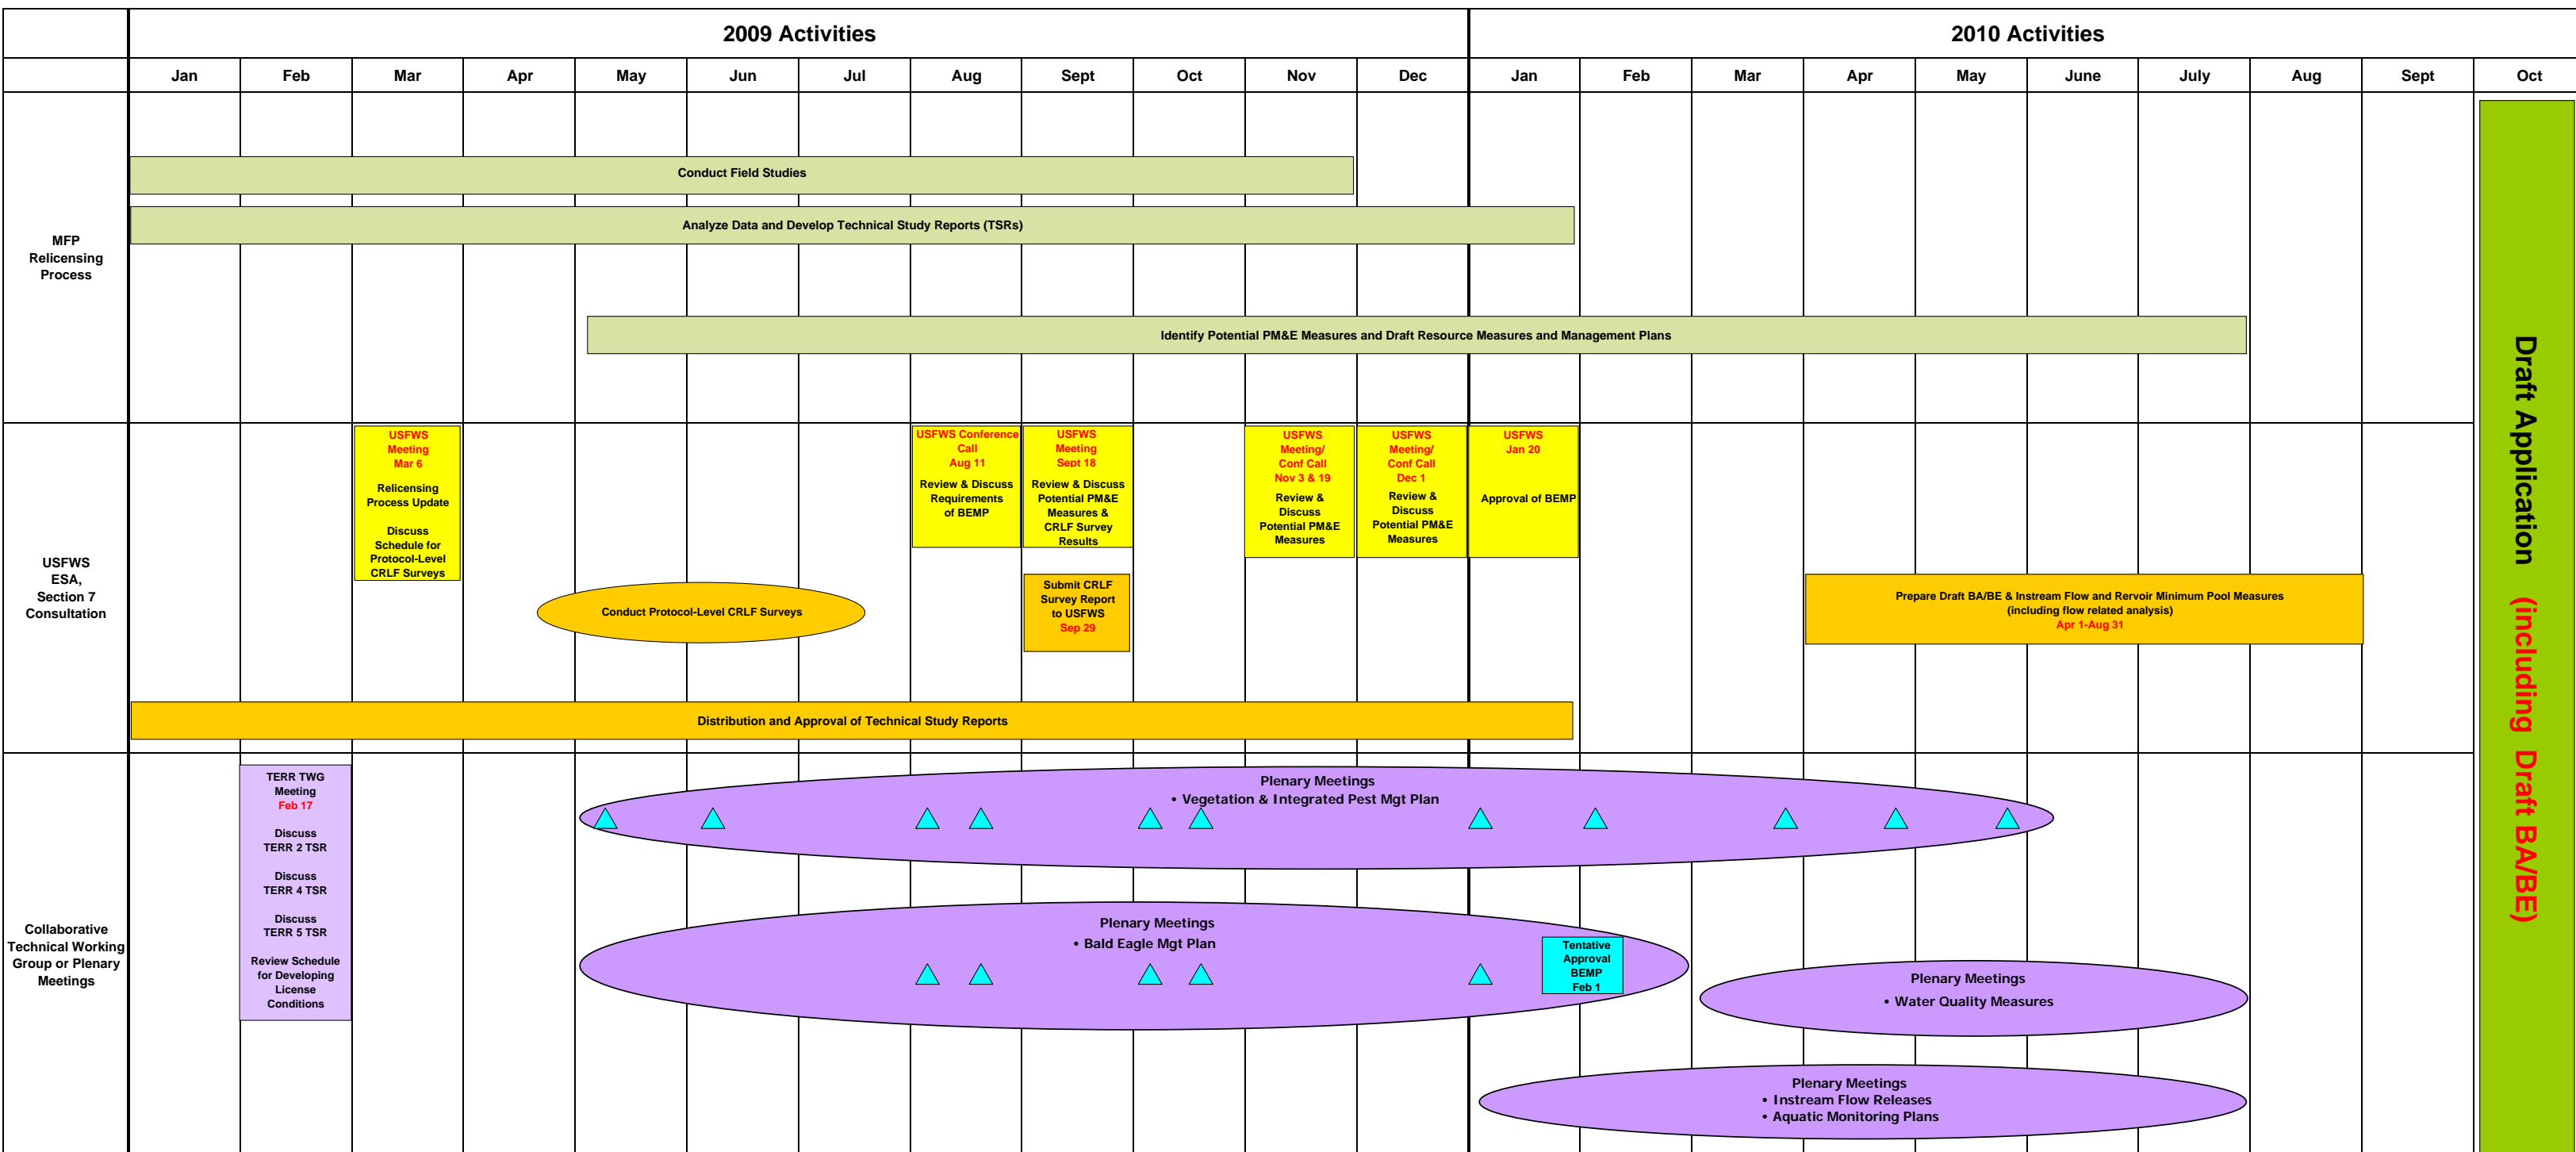 2009 Activities
2010 Activities
Jan Feb Mar Apr May Jun Jul Aug Sept Oct Nov Dec Jan Feb Mar Apr May June July Aug Sept Oct
MFP
Relicensing
Process
Conduct Field Studies
Analyze Data and Develop Technical Study Reports (TSRs)
Identify Potential PM&E Measures and Draft Resource Measures and Management Plans
USFWS
ESA,
Section 7
Consultation
USFWS
Meeting
Mar 6
Relicensing
Process Update
Discuss
Schedule for
Protocol-Level
CRLF Surveys
USFWS Conference
Call
Aug 11
Review & Discuss
Requirements
of BEMP
USFWS
Meeting
Sept 18
Review & Discuss
Potential PM&E
Measures &
CRLF Survey
Results
USFWS
Meeting/
Conf Call
Nov 3 & 19
Review &
Discuss
Potential PM&E
Measures
USFWS
Meeting/
Conf Call
Dec 1
Review &
Discuss
Potential PM&E
Measures
USFWS
Jan 20
Approval of BEMP
Conduct Protocol-Level CRLF Surveys
Submit CRLF
Survey Report
to USFWS
Sep 29
Prepare Draft BA/BE & Instream Flow and Rervoir Minimum Pool Measures
(including flow related analysis)
Apr 1-Aug 31
Distribution and Approval of Technical Study Reports
Collaborative
Technical Working
Group or Plenary
Meetings
TERR TWG
Meeting
Feb 17
Discuss
TERR 2 TSR
Discuss
TERR 4 TSR
Discuss
TERR 5 TSR
Review Schedule
for Developing
License
Conditions
Plenary Meetings
• Vegetation & Integrated Pest Mgt Plan
Plenary Meetings
• Bald Eagle Mgt Plan
Tentative
Approval
BEMP
Feb 1
Plenary Meetings
• Water Quality Measures
Plenary Meetings
• Instream Flow Releases
• Aquatic Monitoring Plans
Draft Application (including Draft BA/BE)